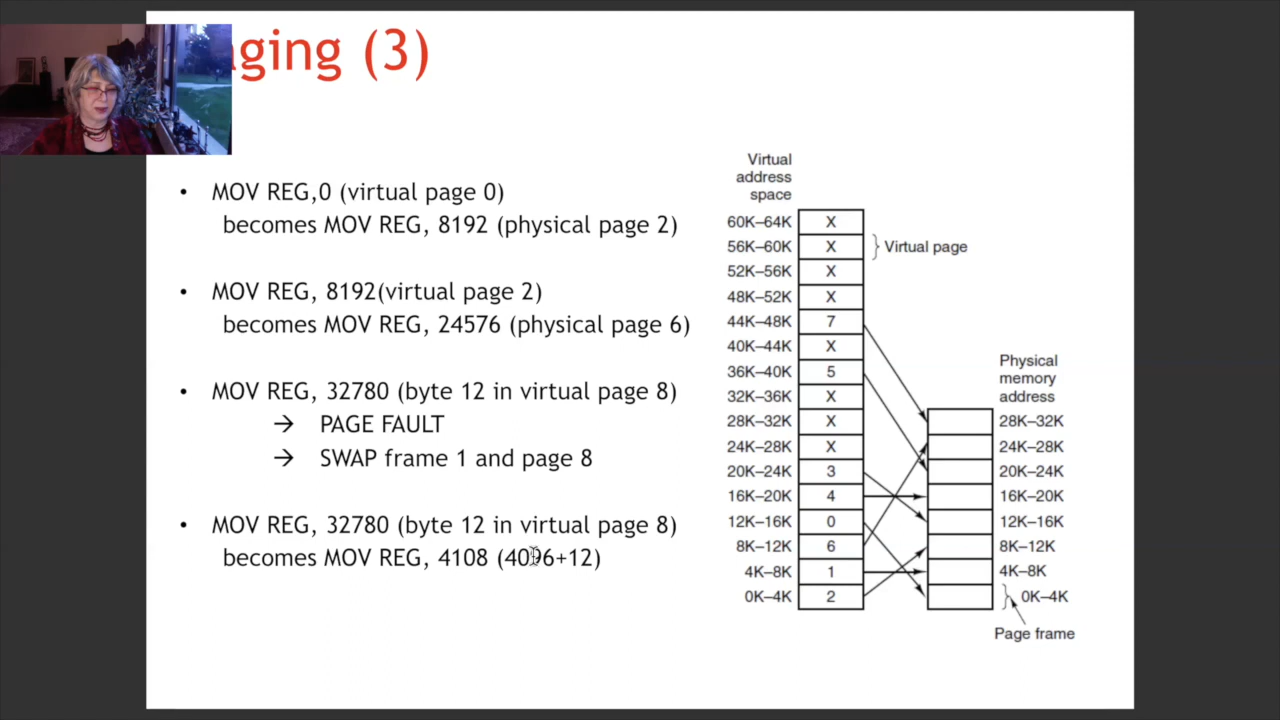 aging (3)
• MOV REG,0 (virtual page 0)
becomes MOV REG, 8192 (physical page 2)
• MOV REG, 8192(virtual page 2)
becomes MOV REG, 24576 (physical page 6)
• MOV REG, 32780 (byte 12 in virtual page 8)
→ PAGE FAULT
→ SWAP frame 1 and page 8
• MOV REG, 32780 (byte 12 in virtual page 8)
becomes MOV REG, 4108 (4096+12)
Virtual
address
space
60K–64K X
56K–60K X Virtual page
52K–56K X
48K–52K X
44K–48K 7
40K–44K X
36K–40K 5
32K–36K X
28K–32K X
24K–28K X
20K–24K 3
16K–20K 4
12K–16K 0
8K–12K 6
4K–8K 1
0K–4K 2
Physical
memory
address
28K–32K
24K–28K
20K–24K
16K–20K
12K–16K
8K–12K
4K–8K
0K–4K
Page frame